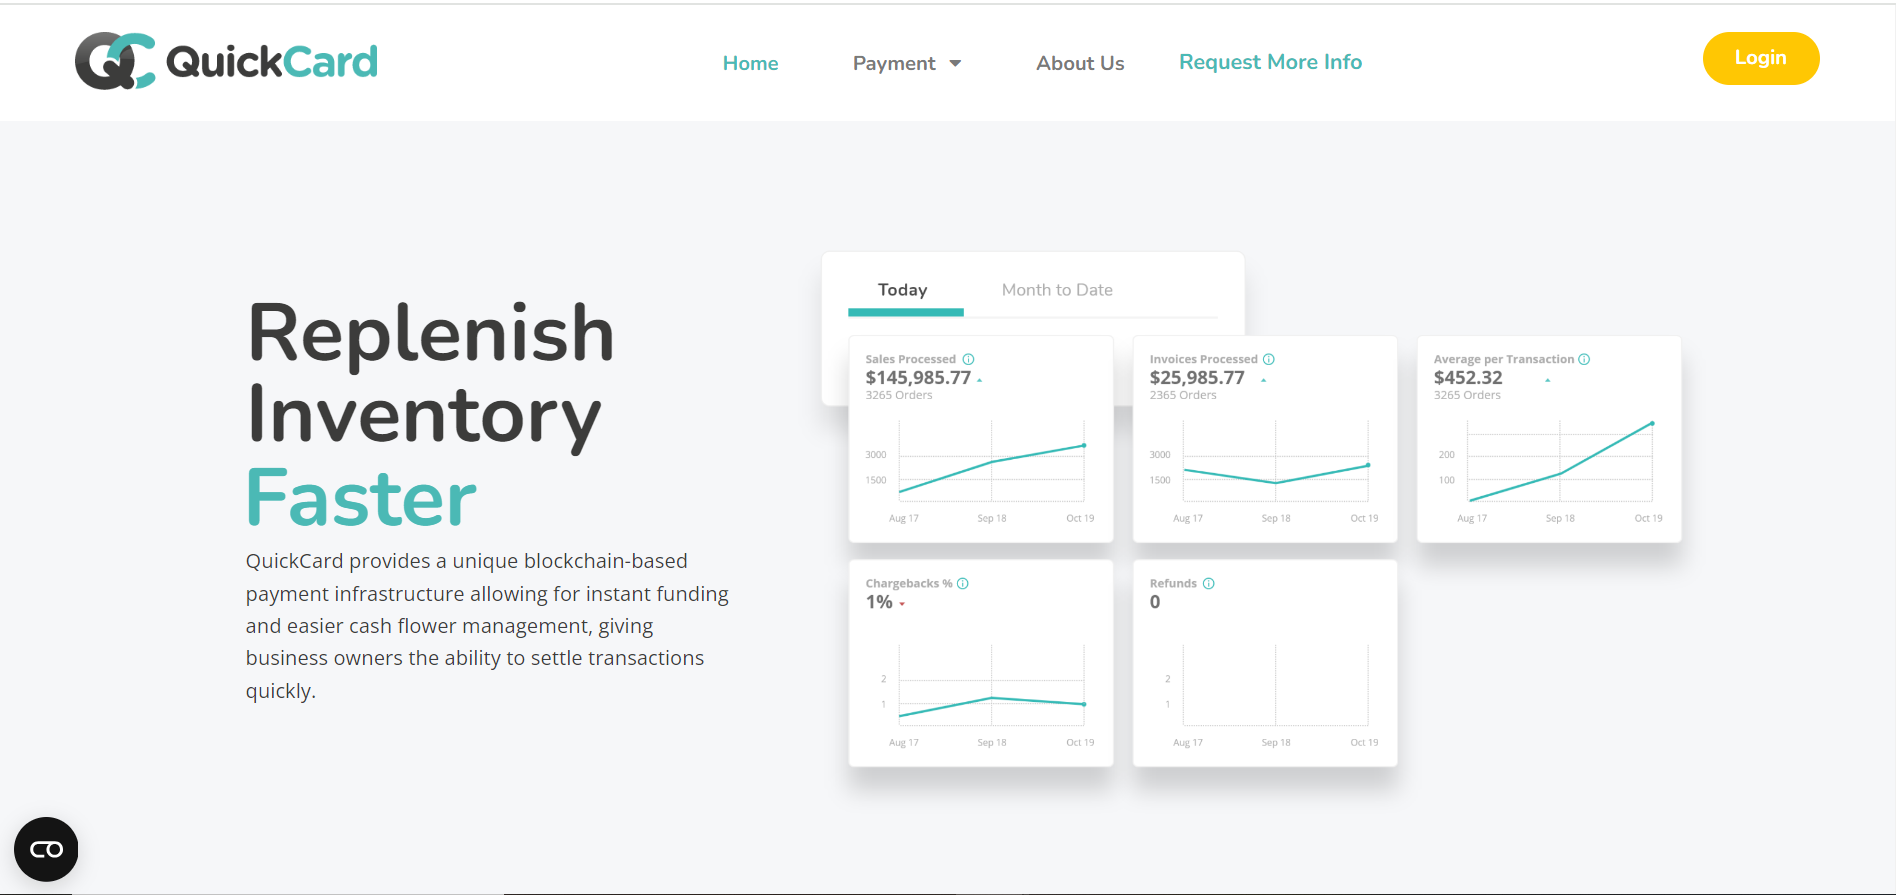 QC QuickCard
Home Payment About Us Request More Info Login
Replenish
Inventory
Faster
QuickCard provides a unique blockchain-based
payment infrastructure allowing for instant funding
and easier cash flower management, giving
business owners the ability to settle transactions
quickly.
Today Month to Date
Sales Processed
$145,985.77
3265 Orders
3000
1500
Aug 17 Sep 18 Oct 19
Invoices Processed
$25,985.77
2365 Orders
3000
1500
Aug 17 Sep 18 Oct 19
Average per Transaction
$452.32
3265 Orders
200
100
Aug 17 Sep 18 Oct 19
Chargebacks %
1%
2
1
Aug 17 Sep 18 Oct 19
Refunds
0
2
1
Aug 17 Sep 18 Oct 19